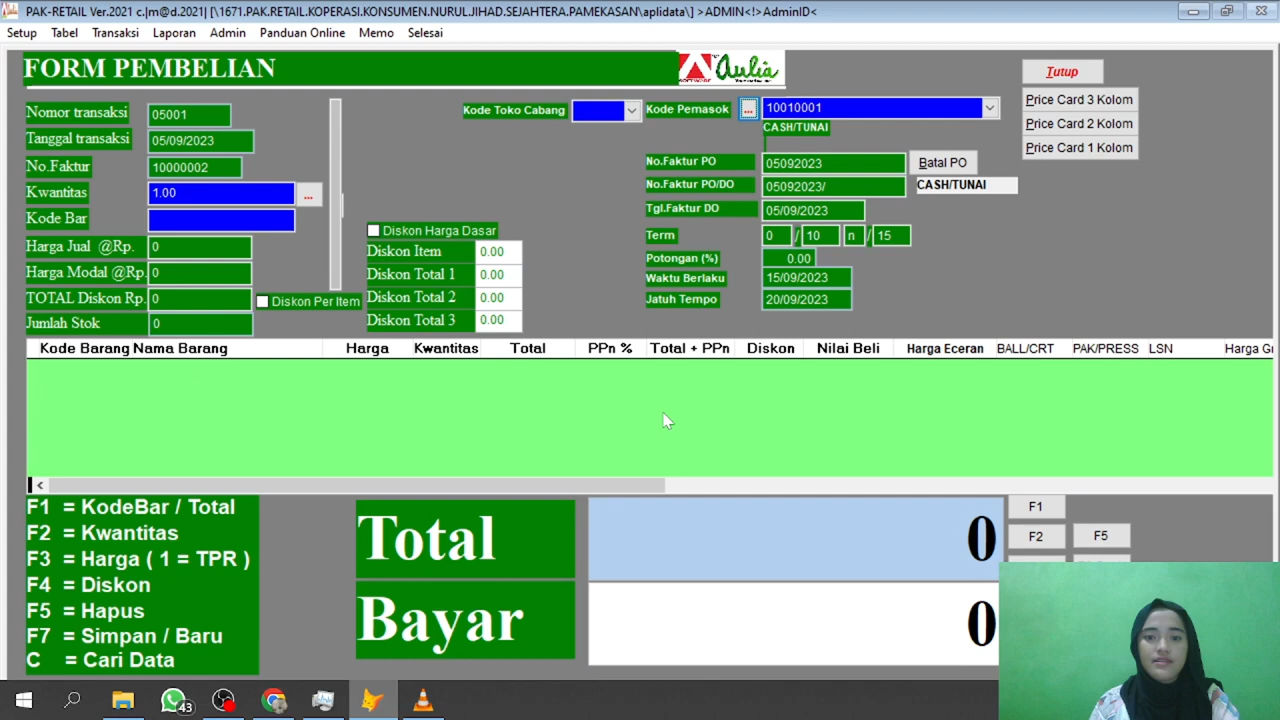 PAK-RETAIL Ver.2021 c.|m@d.2021| [\1671.PAK.RETAIL.KOPERASI.KONSUMEN.NURUL.JIHAD.SEJAHTERA.PAMEKASAN\aplidata\] >ADMIN<!>AdminID<
Setup Tabel Transaksi Laporan Admin Panduan Online Memo Selesai
FORM PEMBELIAN
Aulia
SOFTWARE
Tutup
Price Card 3 Kolom
Price Card 2 Kolom
Price Card 1 Kolom
Nomor transaksi 05001
Tanggal transaksi 05/09/2023
No.Faktur 10000002
Kwantitas 1.00 ...
Kode Bar
Harga Jual @Rp. 0
Harga Modal @Rp. 0
TOTAL Diskon Rp. 0
Diskon Per Item
Jumlah Stok 0
Kode Toko Cabang
Diskon Harga Dasar
Diskon Item 0.00
Diskon Total 1 0.00
Diskon Total 2 0.00
Diskon Total 3 0.00
Kode Pemasok ... 10010001
CASH/TUNAI
No.Faktur PO 05092023 Batal PO
No.Faktur PO/DO 05092023/ CASH/TUNAI
Tgl.Faktur DO 05/09/2023
Term 0 / 10 n / 15
Potongan (%) 0.00
Waktu Berlaku 15/09/2023
Jatuh Tempo 20/09/2023
Kode Barang Nama Barang Harga Kwantitas Total PPn % Total + PPn Diskon Nilai Beli Harga Eceran BALL/CRT PAK/PRESS LSN Harga Gr
F1 = KodeBar / Total
F2 = Kwantitas
F3 = Harga ( 1 = TPR )
F4 = Diskon
F5 = Hapus
F7 = Simpan / Baru
C = Cari Data
Total 0
Bayar 0
F1
F2 F5
43